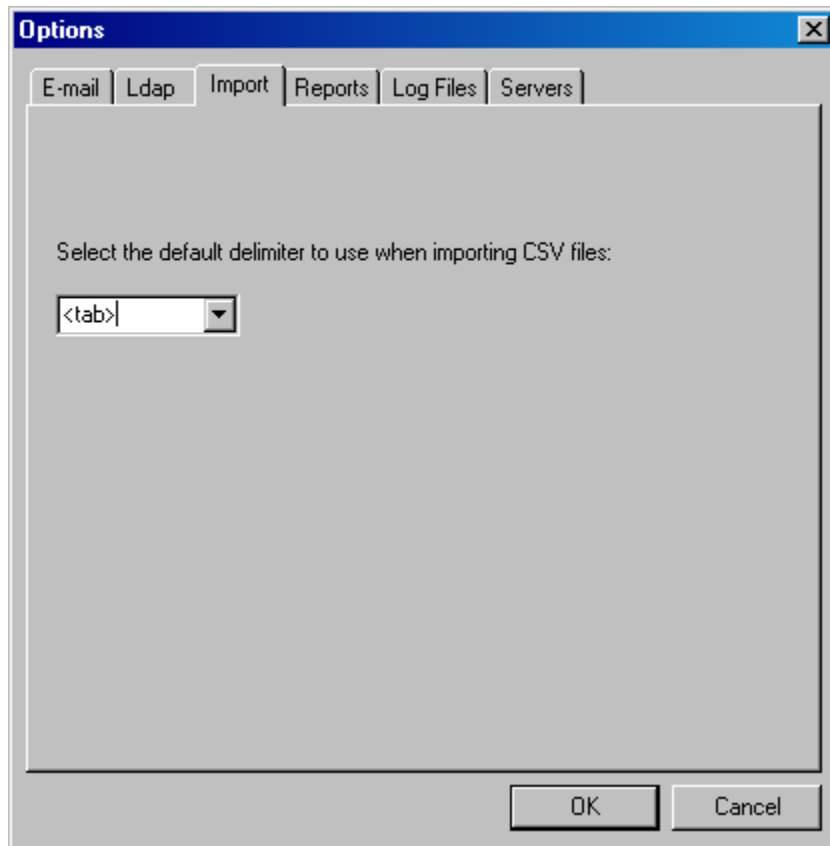 Options
E-mail Ldap Import Reports Log Files Servers
Select the default delimiter to use when importing CSV files:
<tab>
OK Cancel